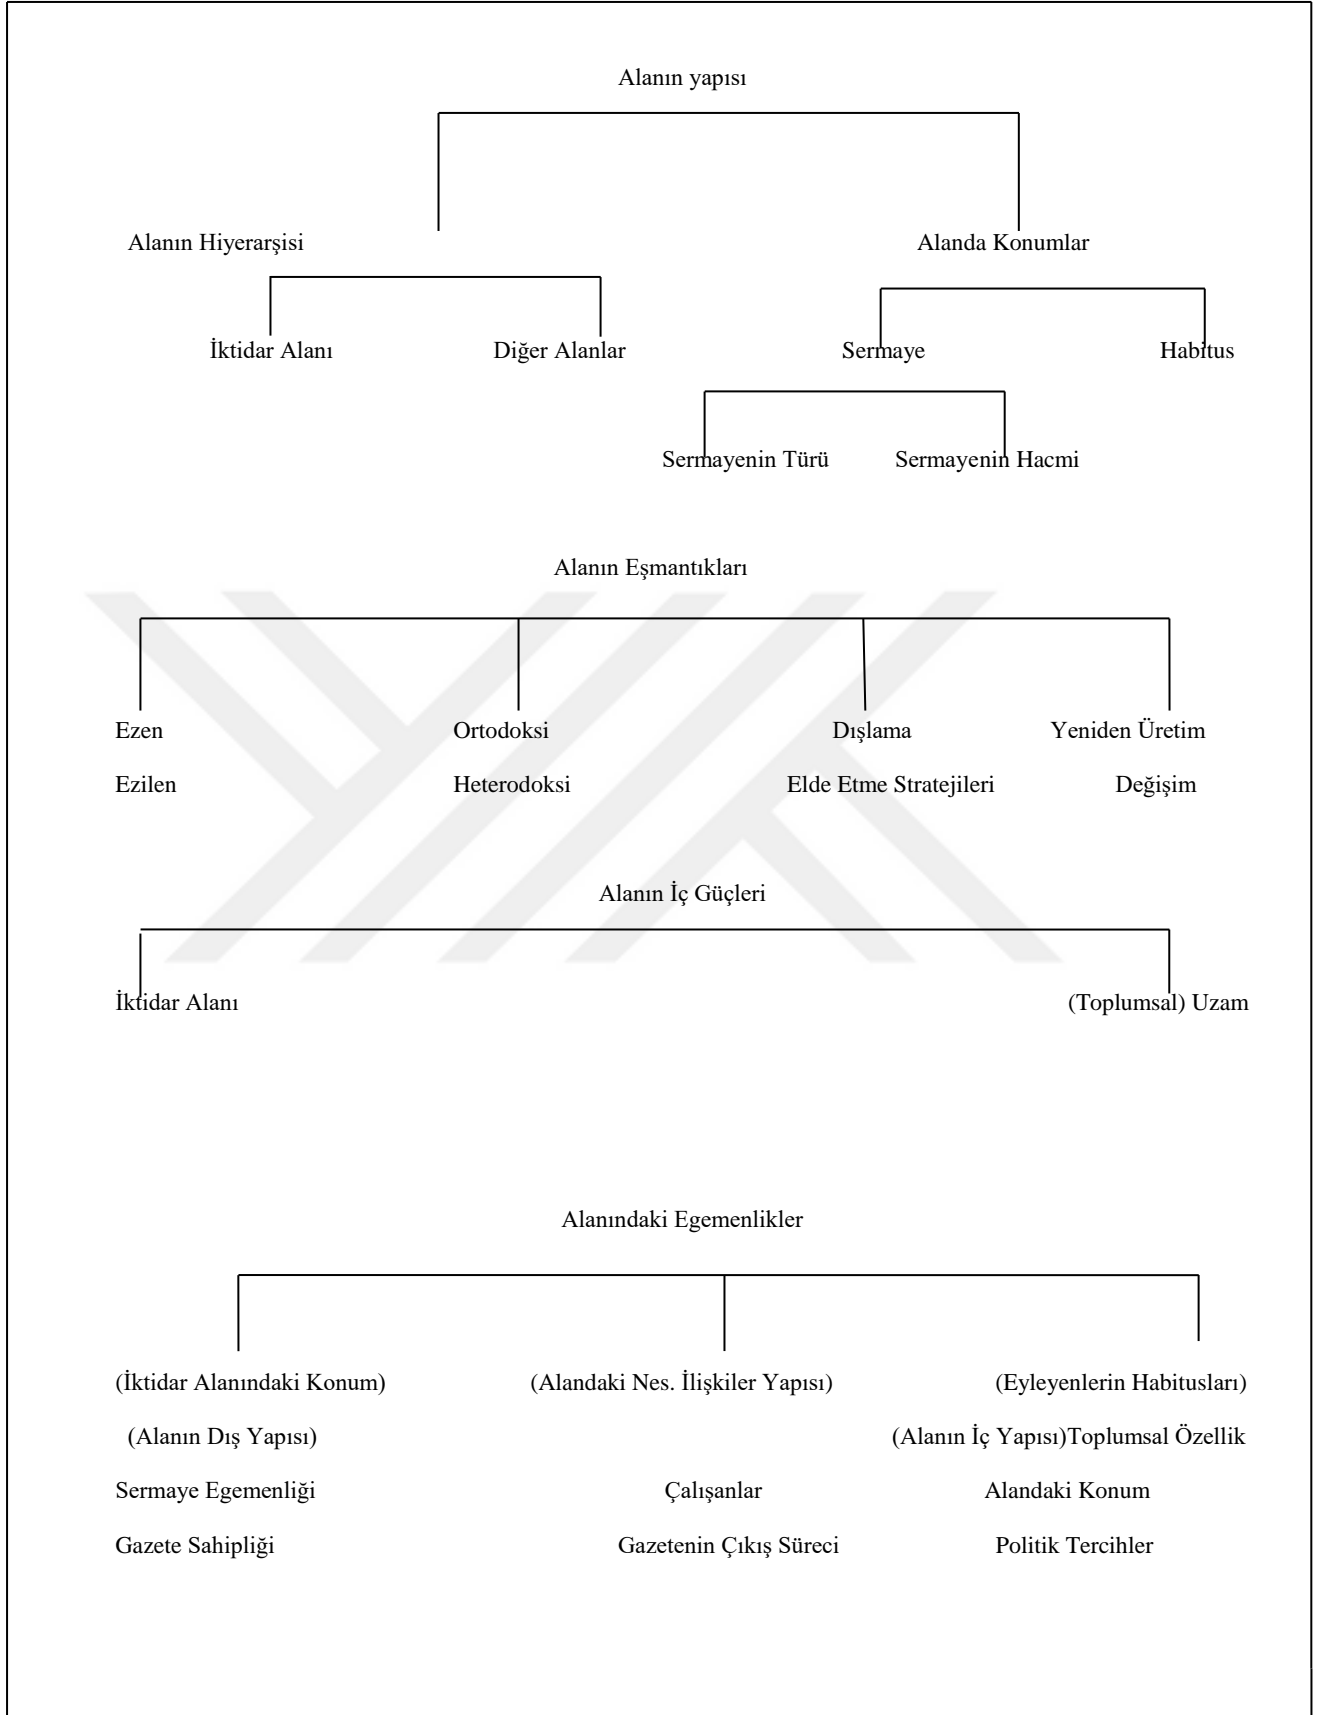 Alanın yapısı
Alanın Hiyerarşisi Alanda Konumlar
İktidar Alanı Diğer Alanlar Sermaye Habitus
Sermayenin Türü Sermayenin Hacmi
Alanın Eşmantıkları
Ezen Ortodoksi Dışlama Yeniden Üretim
Ezilen Heterodoksi Elde Etme Stratejileri Değişim
Alanın İç Güçleri
İktidar Alanı (Toplumsal) Uzam
Alanındaki Egemenlikler
(İktidar Alanındaki Konum) (Alandaki Nes. İlişkiler Yapısı) (Eyleyenlerin Habitusları)
(Alanın Dış Yapısı) (Alanın İç Yapısı)Toplumsal Özellik
Sermaye Egemenliği Çalışanlar Alandaki Konum
Gazete Sahipliği Gazetenin Çıkış Süreci Politik Tercihler